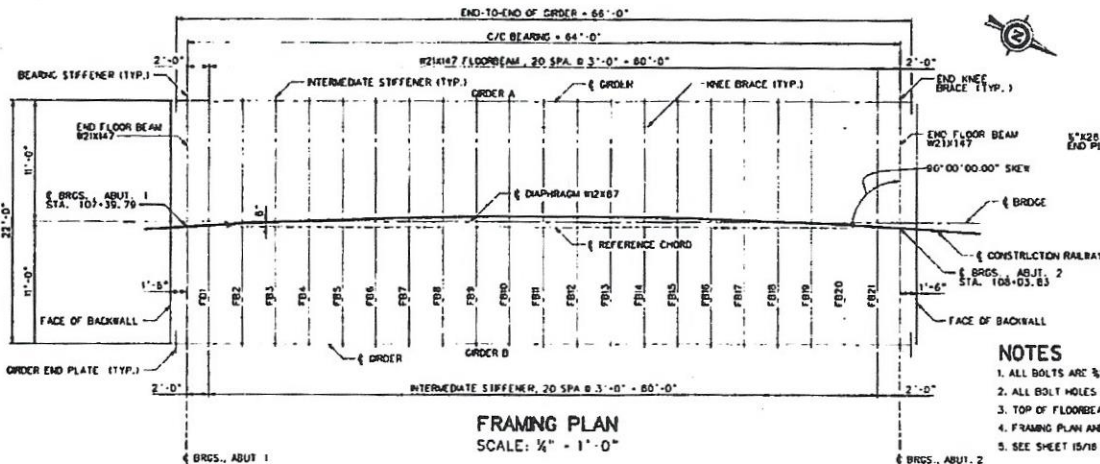 END-TO-END OF GIRDER = 66'-0"
C/C BEARING = 64'-0"
2'-0"
W21X147 FLOORBEAM, 20 SPA. @ 3'-0" = 60'-0"
2'-0"
BEARING STIFFENER (TYP.)
INTERMEDIATE STIFFENER (TYP.)
GIRDER A
℄ GIRDER
KNEE BRACE (TYP.)
END KNEE
BRACE (TYP.)
N
END FLOOR BEAM
W21X147
END FLOOR BEAM
W21X147
90°00'00.00" SKEW
11'-0"
22'-0"
11'-0"
℄ BRGS., ABUT. 1
STA. 107+39.79
6"
℄ DIAPHRAGM W12X87
℄ BRIDGE
℄ REFERENCE CHORD
℄ CONSTRUCTION RAILWAY
℄ BRGS., ABUT. 2
STA. 108+03.83
1'-6"
1'-6"
FB1
FB2
FB3
FB4
FB5
FB6
FB7
FB8
FB9
FB10
FB11
FB12
FB13
FB14
FB15
FB16
FB17
FB18
FB19
FB20
FB21
FACE OF BACKWALL
FACE OF BACKWALL
GIRDER END PLATE (TYP.)
℄ GIRDER
GIRDER B
2'-0"
INTERMEDIATE STIFFENER, 20 SPA @ 3'-0" = 60'-0"
2'-0"
FRAMING PLAN
SCALE: ¼" = 1'-0"
℄ BRGS., ABUT 1
℄ BRGS., ABUT. 2
NOTES
1. ALL BOLTS ARE
2. ALL BOLT HOLES
3. TOP OF FLOORBEA
4. FRAMING PLAN AN
5. SEE SHEET 15/18